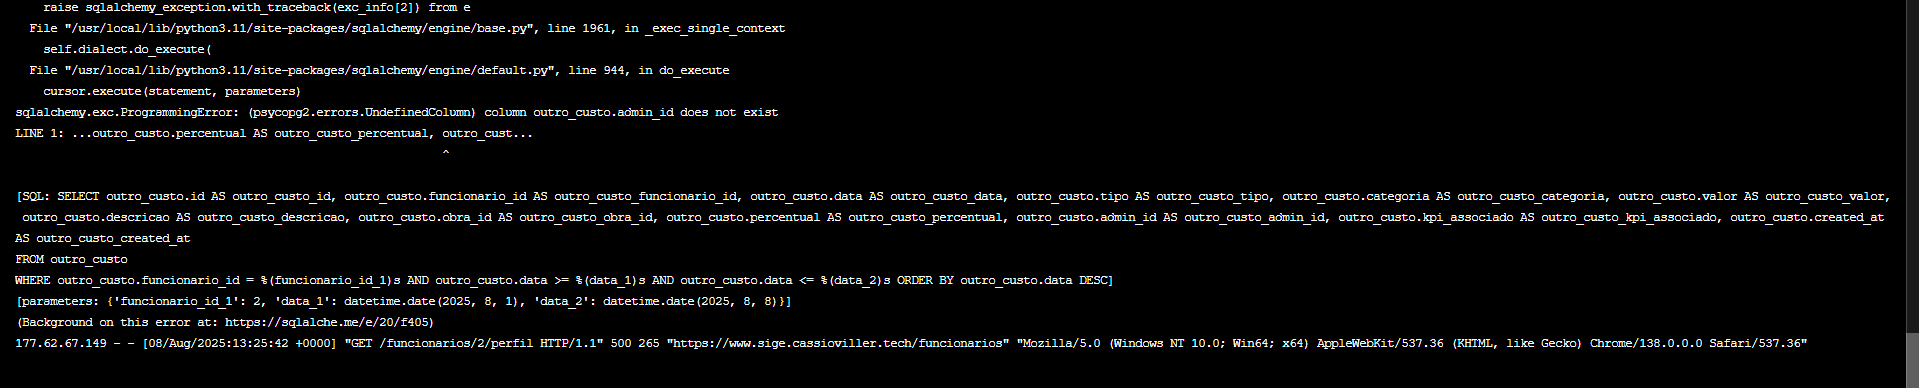 raise sqlalchemy_exception.with_traceback(exc_info[2]) from e
File "/usr/local/lib/python3.11/site-packages/sqlalchemy/engine/base.py", line 1961, in _exec_single_context
self.dialect.do_execute(
File "/usr/local/lib/python3.11/site-packages/sqlalchemy/engine/default.py", line 944, in do_execute
cursor.execute(statement, parameters)
sqlalchemy.exc.ProgrammingError: (psycopg2.errors.UndefinedColumn) column outro_custo.admin_id does not exist
LINE 1: ...outro_custo.percentual AS outro_custo_percentual, outro_cust...
^
[SQL: SELECT outro_custo.id AS outro_custo_id, outro_custo.funcionario_id AS outro_custo_funcionario_id, outro_custo.data AS outro_custo_data, outro_custo.tipo AS outro_custo_tipo, outro_custo.categoria AS outro_custo_categoria, outro_custo.valor AS outro_custo_valor,
outro_custo.descricao AS outro_custo_descricao, outro_custo.obra_id AS outro_custo_obra_id, outro_custo.percentual AS outro_custo_percentual, outro_custo.admin_id AS outro_custo_admin_id, outro_custo.kpi_associado AS outro_custo_kpi_associado, outro_custo.created_at
AS outro_custo_created_at
FROM outro_custo
WHERE outro_custo.funcionario_id = %(funcionario_id_1)s AND outro_custo.data >= %(data_1)s AND outro_custo.data <= %(data_2)s ORDER BY outro_custo.data DESC]
[parameters: {'funcionario_id_1': 2, 'data_1': datetime.date(2025, 8, 1), 'data_2': datetime.date(2025, 8, 8)}]
(Background on this error at: https://sqlalche.me/e/20/f405)
177.62.67.149 - - [08/Aug/2025:13:25:42 +0000] "GET /funcionarios/2/perfil HTTP/1.1" 500 265 "https://www.sige.cassioviller.tech/funcionarios" "Mozilla/5.0 (Windows NT 10.0; Win64; x64) AppleWebKit/537.36 (KHTML, like Gecko) Chrome/138.0.0.0 Safari/537.36"